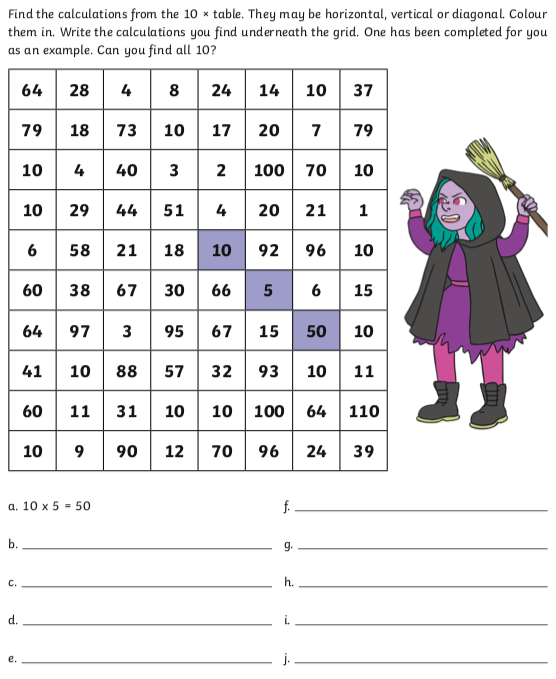 Find the calculations from the 10 × table. They may be horizontal, vertical or diagonal. Colour
them in. Write the calculations you find underneath the grid. One has been completed for you
as an example. Can you find all 10?
64 28 4 8 24 14 10 37
79 18 73 10 17 20 7 79
10 4 40 3 2 100 70 10
10 29 44 51 4 20 21 1
6 58 21 18 10 92 96 10
60 38 67 30 66 5 6 15
64 97 3 95 67 15 50 10
41 10 88 57 32 93 10 11
60 11 31 10 10 100 64 110
10 9 90 12 70 96 24 39
a. 10 x 5 = 50
f.
b.
g.
c.
h.
d.
i.
e.
j.